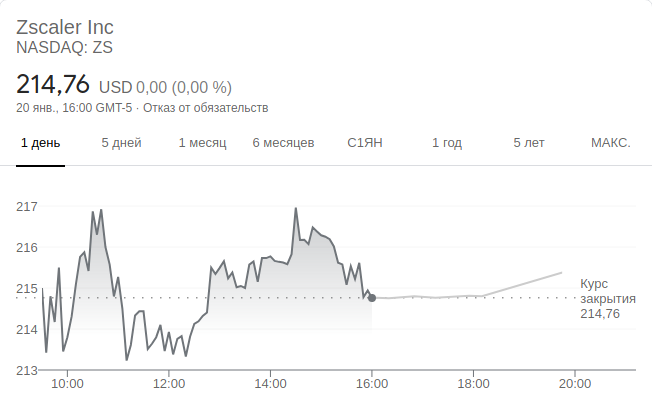 Zscaler Inc
NASDAQ: ZS
214,76 USD 0,00 (0,00 %)
20 янв., 16:00 GMT-5 · Отказ от обязательств
1 день 5 дней 1 месяц 6 месяцев С1ЯН 1 год 5 лет МАКС.
217
216
215
214
213
Курс
закрытия
214,76
10:00 12:00 14:00 16:00 18:00 20:00